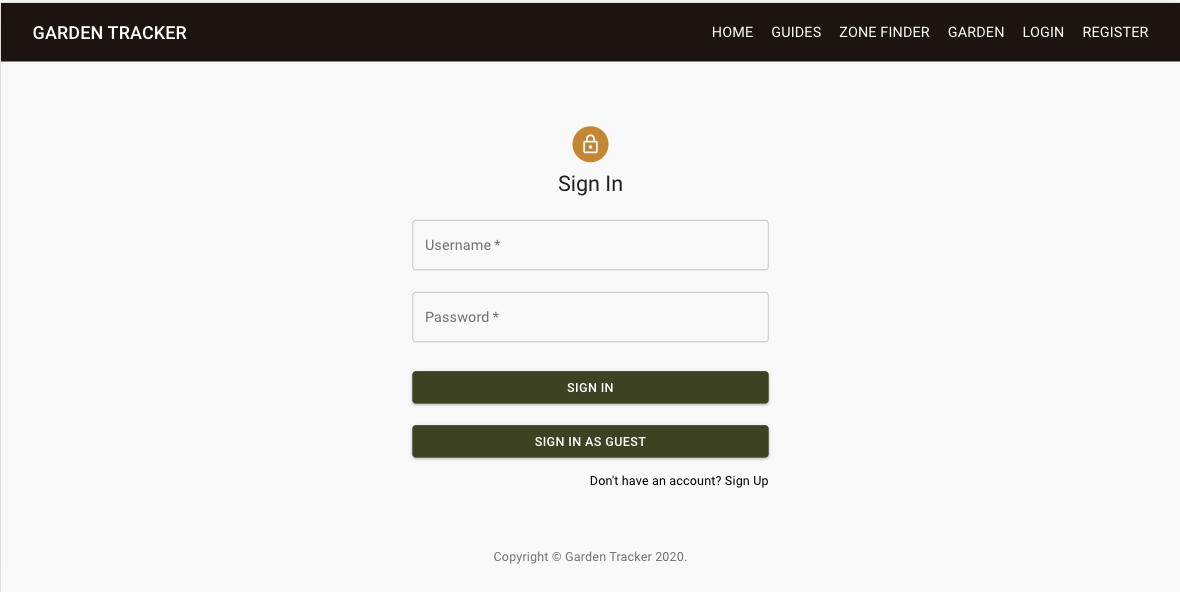 GARDEN TRACKER HOME GUIDES ZONE FINDER GARDEN LOGIN REGISTER
Sign In
Username *
Password *
SIGN IN
SIGN IN AS GUEST
Don't have an account? Sign Up
Copyright © Garden Tracker 2020.